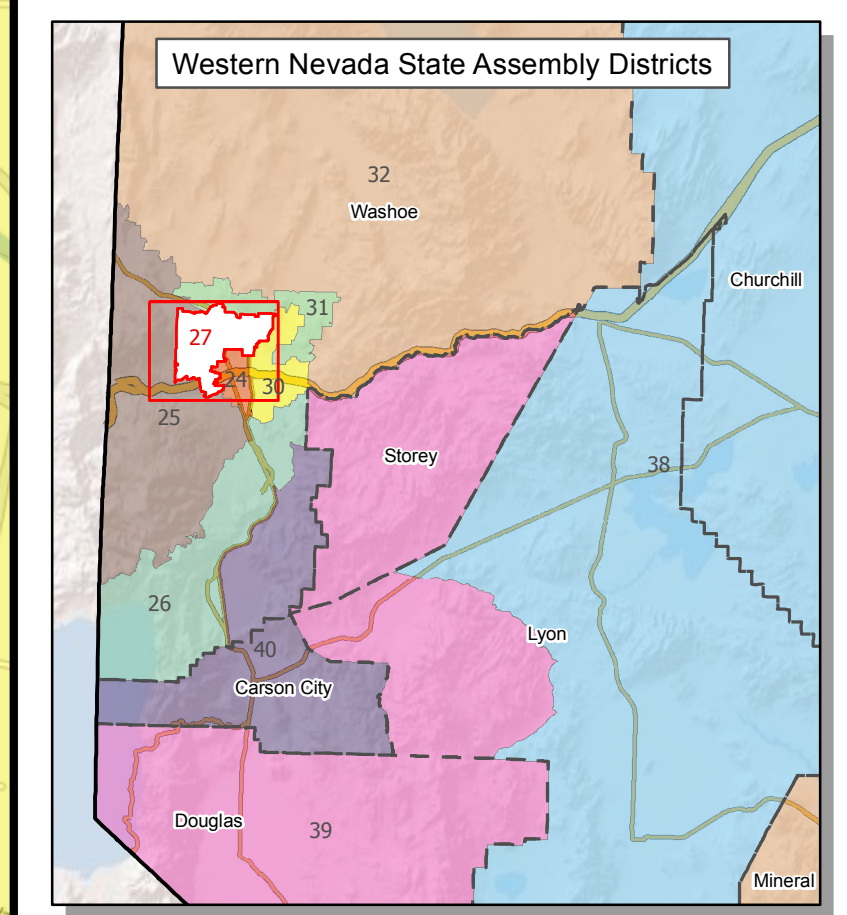 Western Nevada State Assembly Districts
32
Washoe
Churchill
31
27
24
30
25
Storey
38
26
Lyon
40
Carson City
Douglas
39
Mineral